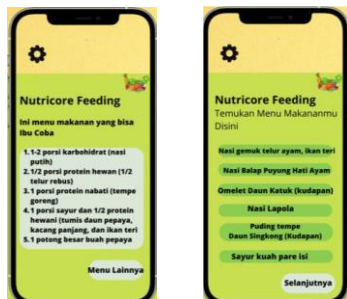 Nutricore Feeding
Ini menu makanan yang bisa
Ibu Coba
1.1-2 porsi karbohidrat (nasi
putih)
2.1/2 porsi protein hewan (1/2
telur rebus)
3.1 porsi protein nabati (tempe
goreng)
4.1 porsi sayur dan 1/2 protein
hewani (tumis daun pepaya,
kacang panjang, dan ikan teri
5.1 potong besar buah pepaya
Menu Lainnya
Nutricore Feeding
Temukan Menu Makananmu
Disini
Nasi gemuk telur ayam, ikan teri
Nasi Balap Puyung Hati Ayam
Omelet Daun Katuk (kudapan)
Nasi Lapola
Puding tempe
Daun Singkong (Kudapan)
Sayur kuah pare isi
Selanjutnya